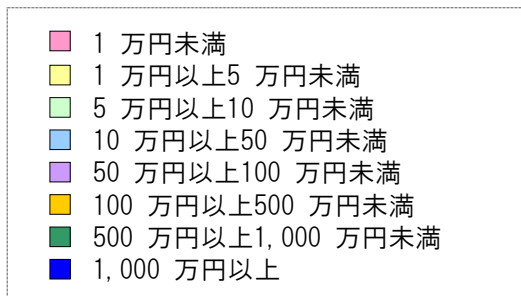 1 万円未満
1 万円以上5 万円未満
5 万円以上10 万円未満
10 万円以上50 万円未満
50 万円以上100 万円未満
100 万円以上500 万円未満
500 万円以上1,000 万円未満
1,000 万円以上